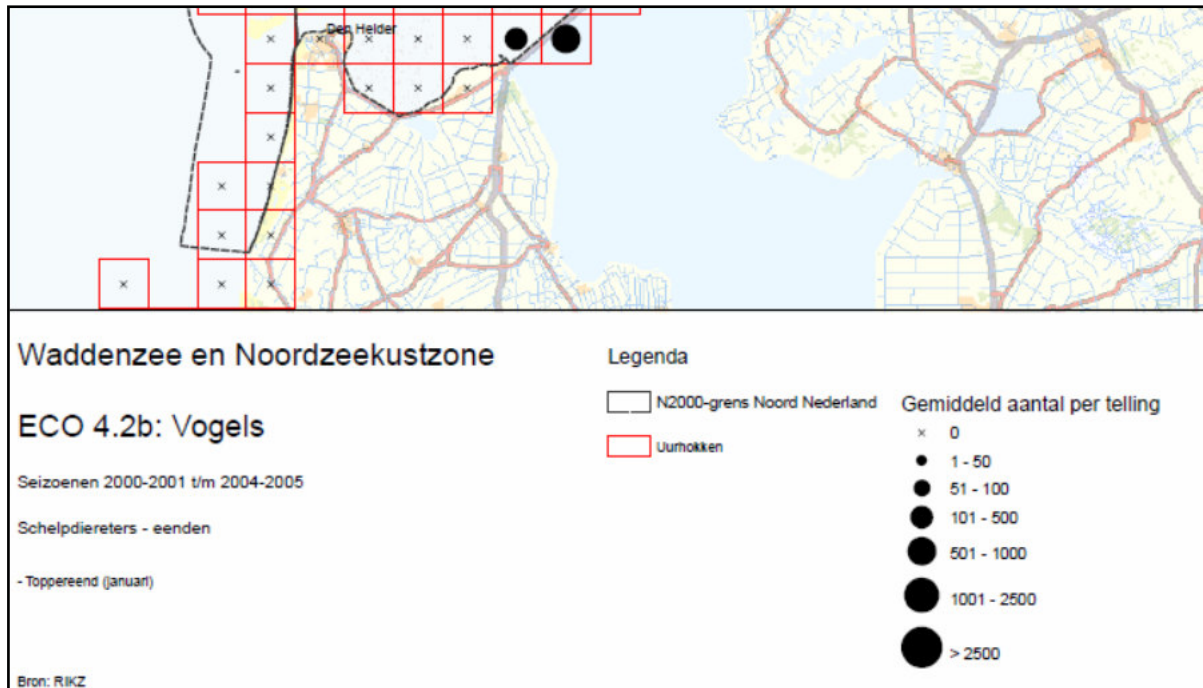 Den Helder
Waddenzee en Noordzeekustzone
ECO 4.2b: Vogels
Seizoenen 2000-2001 t/m 2004-2005
Schelpdiereters - eenden
- Toppereend (januari)
Bron: RIKZ
Legenda
N2000-grens Noord Nederland
Uurhokken
Gemiddeld aantal per telling
0
1 - 50
51 - 100
101 - 500
501 - 1000
1001 - 2500
> 2500